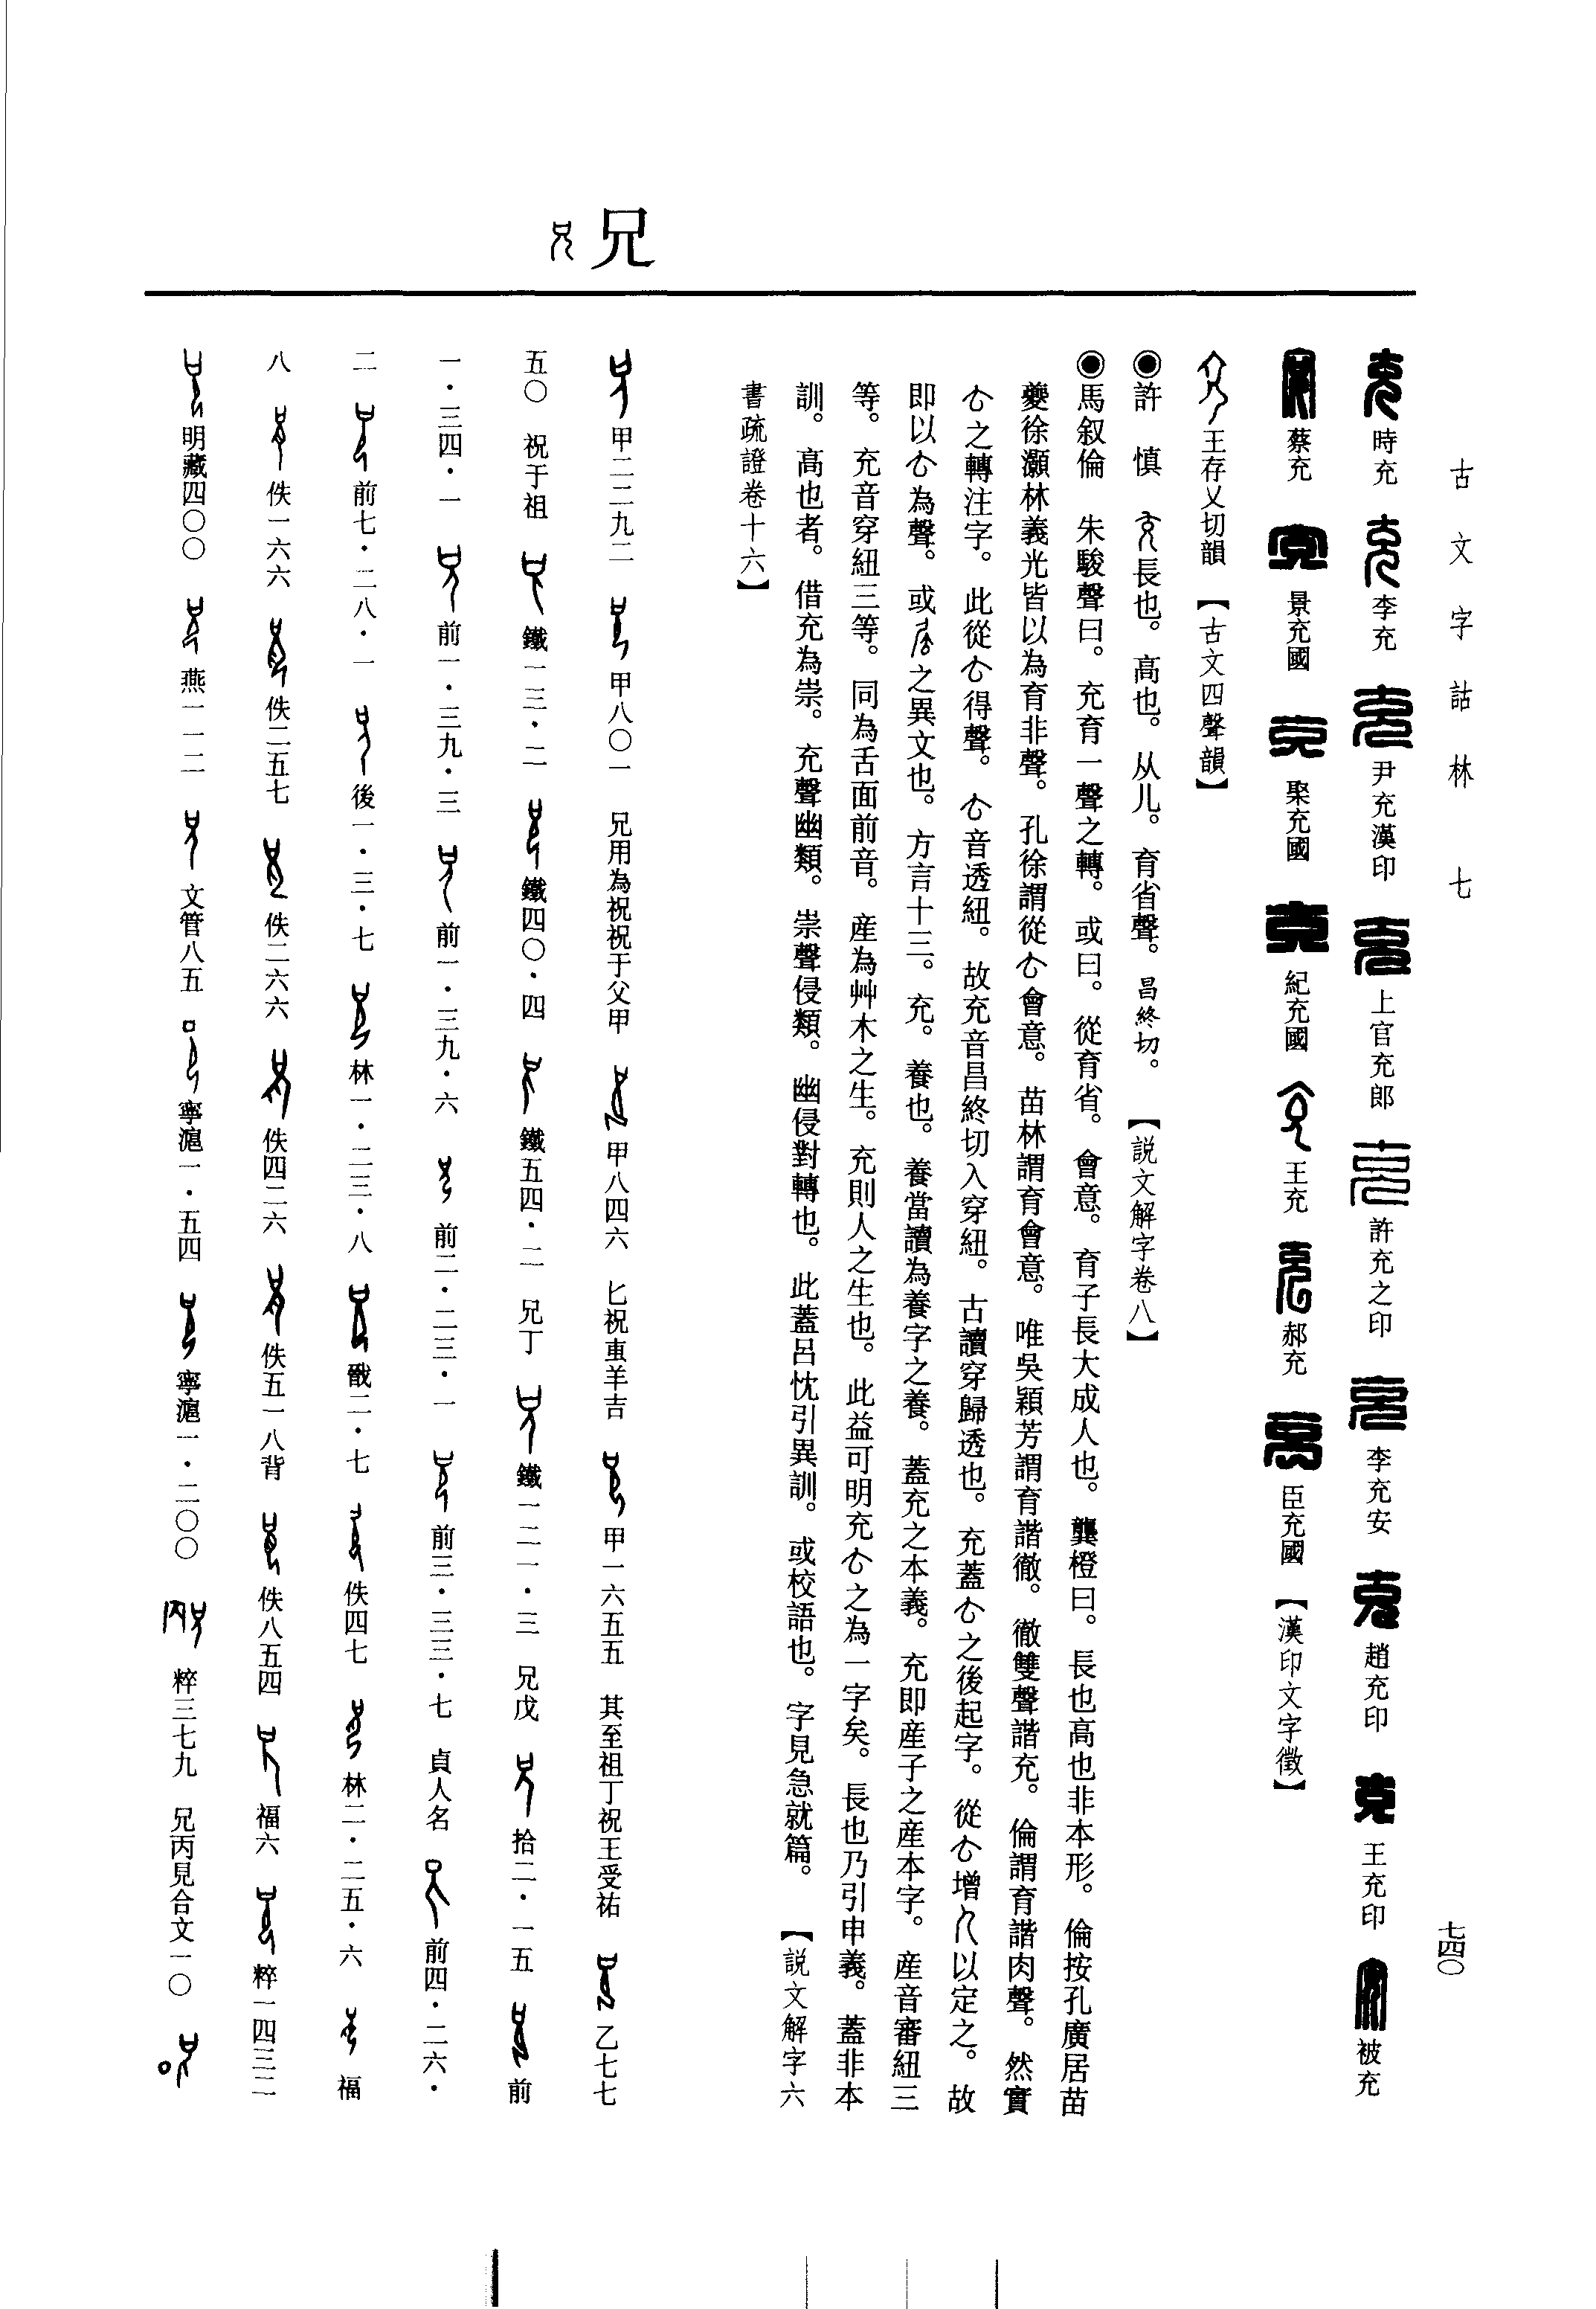 古文字詁林 七
七四〇
時充 李充 尹充漢印 上官充郎 許充之印 李充安 趙充印 王充印 被充
蔡充 景充國 㮣充國 紀充國 王充 郝充 臣充國 【漢印文字徵】
王存乂切韻 【古文四聲韻】
◉許 慎 長也。高也。从儿。育省聲。昌終切。 【説文解字卷八】
◉馬叙倫 朱駿聲曰。充育一聲之轉。或曰。從育省。會意。育子長大成人也。龔橙曰。長也高也非本形。倫按孔廣居苗
夔徐灝林義光皆以為育非聲。孔徐謂從𠫓會意。苗林謂育會意。唯吳穎芳謂育諧徹。徹雙聲諧充。倫謂育諧肉聲。然實
𠫓之轉注字。此從𠫓得聲。𠫓音透紐。故充音昌終切入穿紐。古讀穿歸透也。充蓋𠫓之後起字。從𠫓增以定之。故
即以𠫓為聲。或之異文也。方言十三。充。養也。養當讀為養字之養。蓋充之本義。充即産子之産本字。産音審紐三
等。充音穿紐三等。同為舌面前音。産為艸木之生。充則人之生也。此益可明充𠫓之為一字矣。長也乃引申義。蓋非本
訓。高也者。借充為崇。充聲幽類。崇聲侵類。幽侵對轉也。此蓋呂忱引異訓。或校語也。字見急就篇。 【説文解字六
書疏證卷十六】
兄
甲二二九二 甲八〇一 兄用為祝祝于父甲 甲八四六 匕祝叀羊吉 甲一六五五 其至祖丁祝王受祐 乙七七
五〇 祝于祖 鐵一三・二 鐵四〇・四 鐵五四・二 兄丁 鐵一二一・三 兄戊 拾二・一五 前
一・三四・一 前一・三九・三 前一・三九・六 前二・二三・一 前三・三三・七 貞人名 前四・二六・
二 前七・二八・一 後一・三・七 林一・二三・八 戩二・七 佚四七 林二・二五・六 福
八 佚一六六 佚二五七 佚二六六 佚四二六 佚五一八背 佚八五四 福六 粹一四三二
明藏四〇〇 燕一一二 文管八五 寧滬一・五四 寧滬一・二〇〇 粹三七九 兄丙見合文一〇